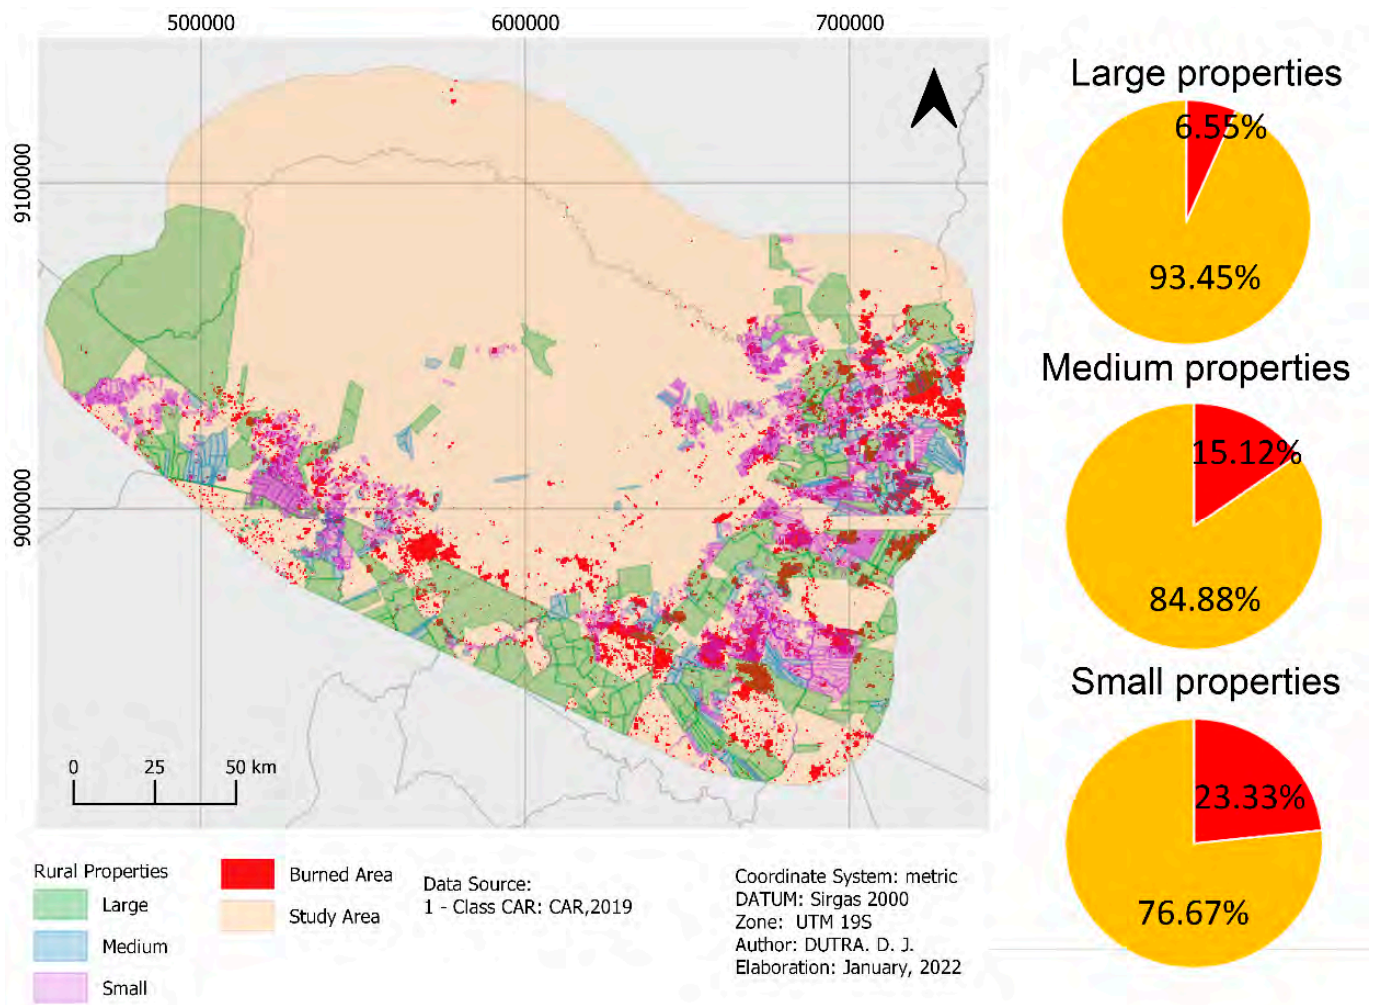 500000
600000
700000
9100000
9000000
0 25 50 km
Large properties
6.55%
93.45%
Medium properties
15.12%
84.88%
Small properties
23.33%
76.67%
Rural Properties
Large
Medium
Small
Burned Area
Study Area
Data Source:
1 - Class CAR: CAR,2019
Coordinate System: metric
DATUM: Sirgas 2000
Zone: UTM 19S
Author: DUTRA. D. J.
Elaboration: January, 2022